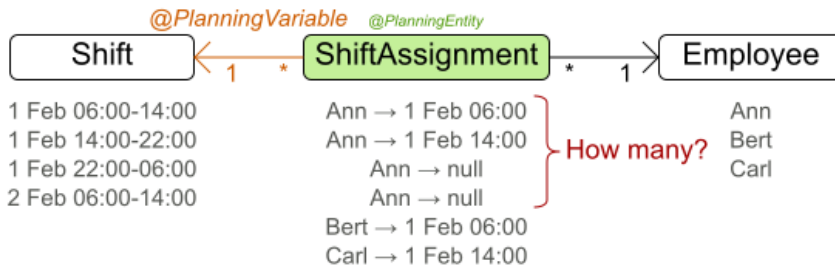 @PlanningVariable @PlanningEntity
Shift ShiftAssignment Employee
1 * * 1
1 Feb 06:00-14:00 Ann → 1 Feb 06:00 Ann
1 Feb 14:00-22:00 Ann → 1 Feb 14:00 Bert
How many?
1 Feb 22:00-06:00 Ann → null Carl
2 Feb 06:00-14:00 Ann → null
Bert → 1 Feb 06:00
Carl → 1 Feb 14:00